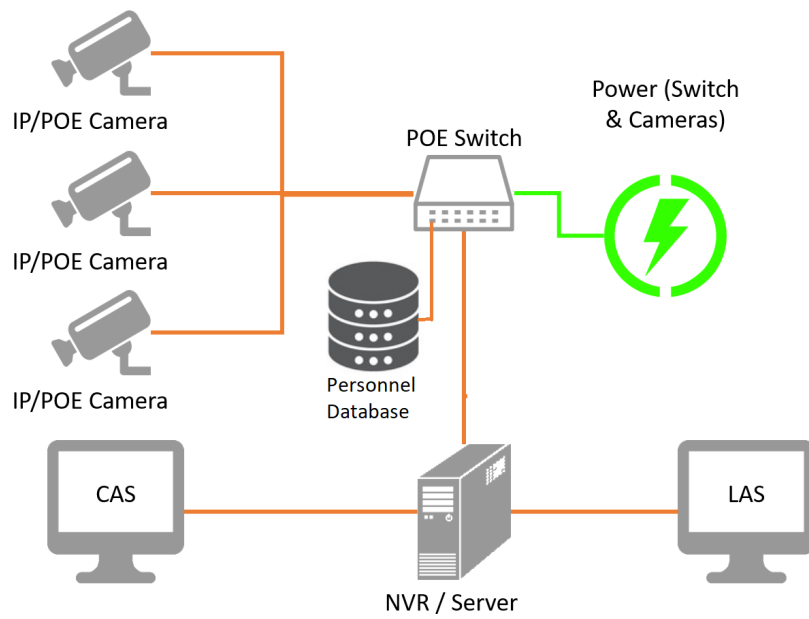 IP/POE Camera
IP/POE Camera
IP/POE Camera
POE Switch
Power (Switch
& Cameras)
Personnel
Database
CAS
LAS
NVR / Server